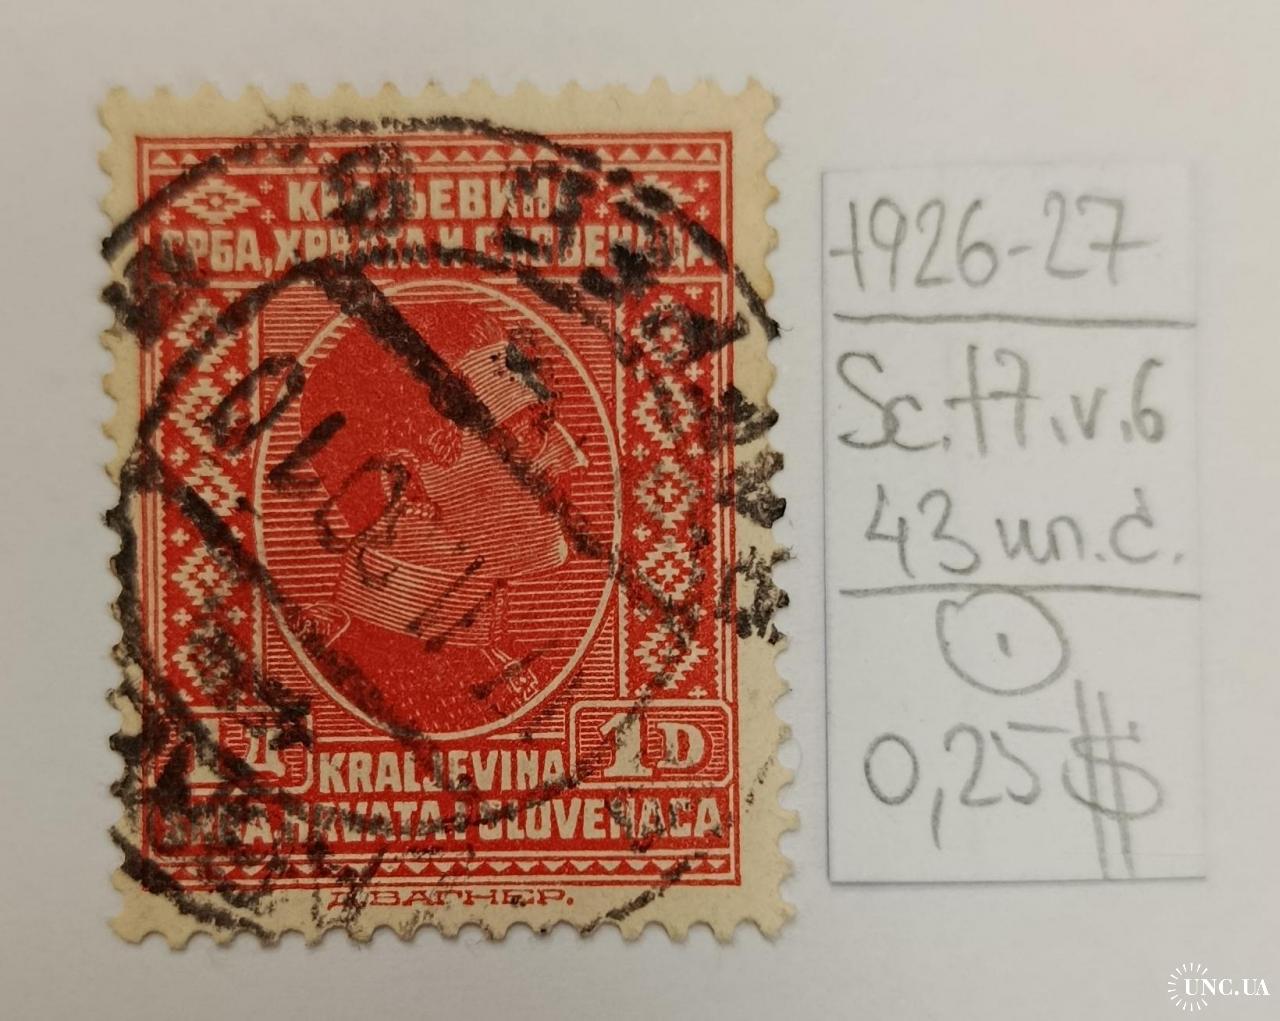 КРАЉЕВИНА
СРБА, ХРВАТА И СЛОВЕНАЦА
1Д
KRALJEVINA
1D
SRBA, HRVATA I SLOVENACA
Д.ВАГНЕР.
1926-27
Sc. 17.v.6
43 un.c.
0,25 $
UNC.UA